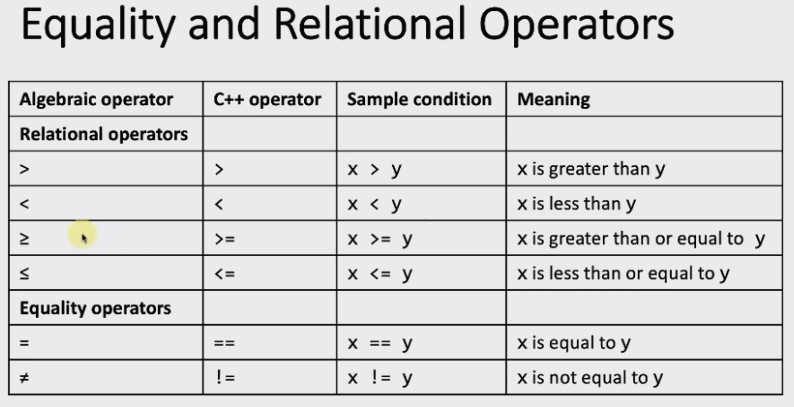 Equality and Relational Operators
Algebraic operator C++ operator Sample condition Meaning
Relational operators
> > x > y x is greater than y
< < x < y x is less than y
≥ >= x >= y x is greater than or equal to y
≤ <= x <= y x is less than or equal to y
Equality operators
= == x == y x is equal to y
≠ != x != y x is not equal to y